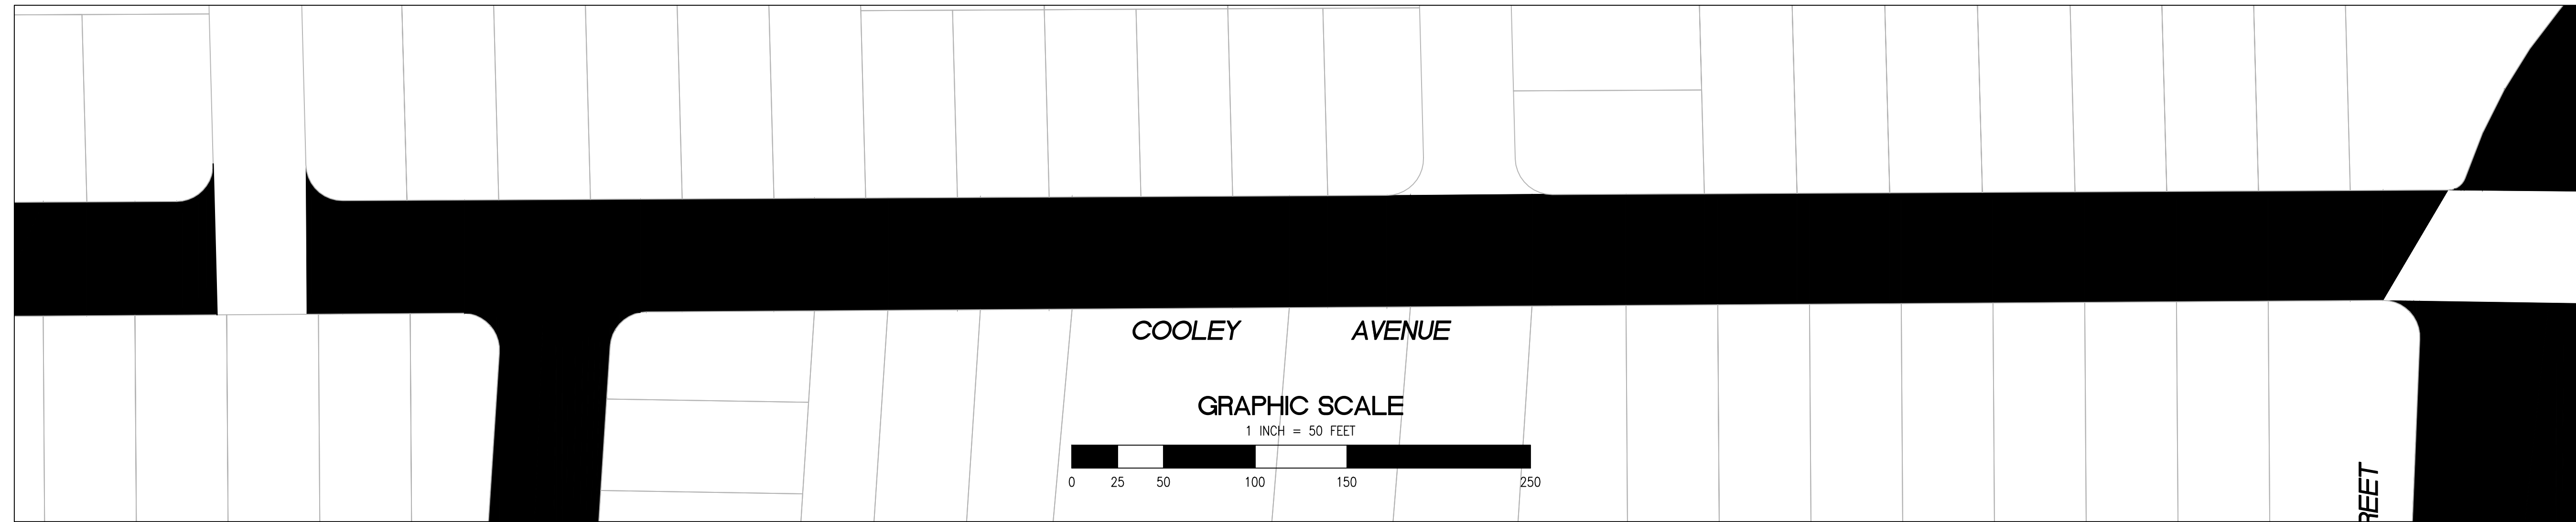 COOLEY AVENUE
GRAPHIC SCALE
1 INCH = 50 FEET
0 25 50 100 150 250
REET